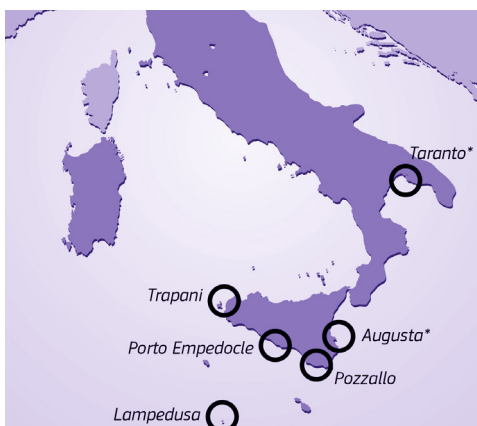 Taranto*
Trapani
Augusta*
Porto Empedocle
Pozzallo
Lampedusa